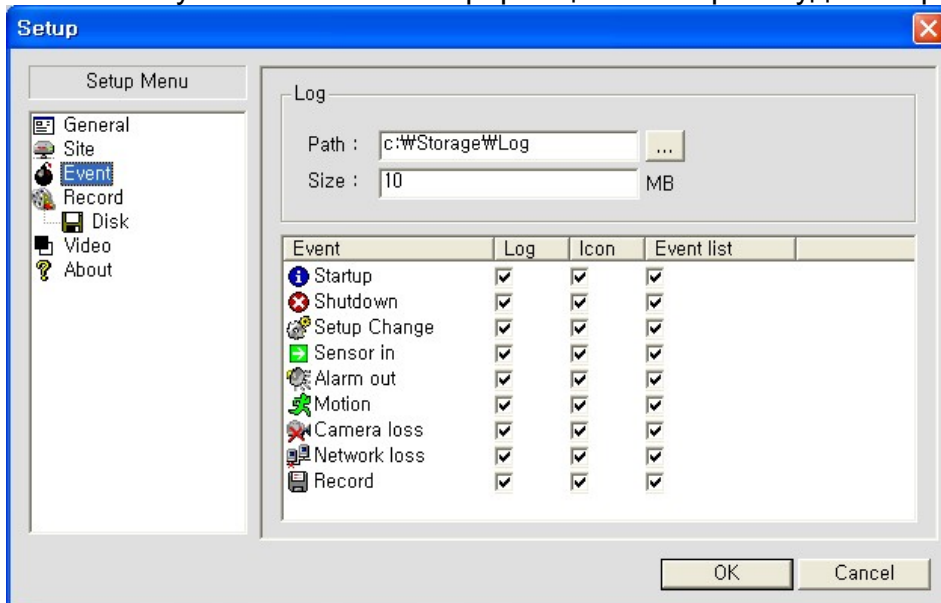 Setup
Setup Menu
General
Site
Event
Record
Disk
Video
About
Log
Path : c:₩Storage₩Log ...
Size : 10 MB
Event Log Icon Event list
Startup
Shutdown
Setup Change
Sensor in
Alarm out
Motion
Camera loss
Network loss
Record
OK Cancel